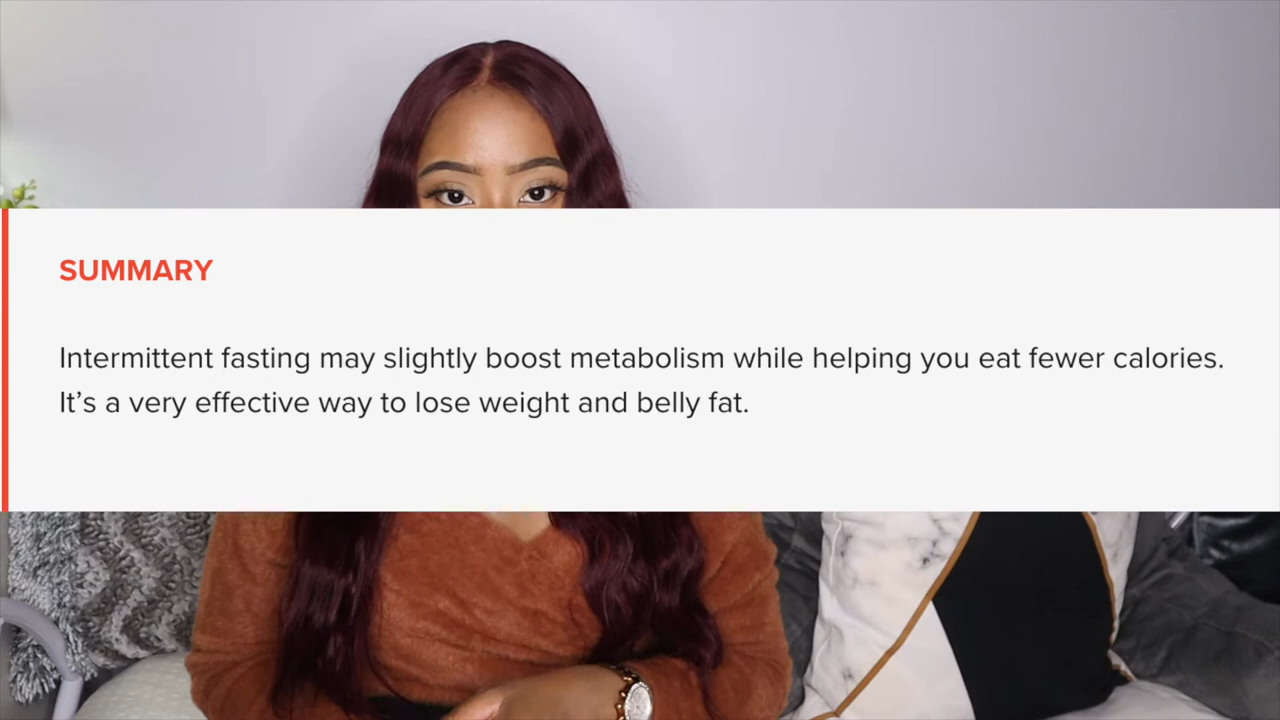 SUMMARY
Intermittent fasting may slightly boost metabolism while helping you eat fewer calories.
It’s a very effective way to lose weight and belly fat.